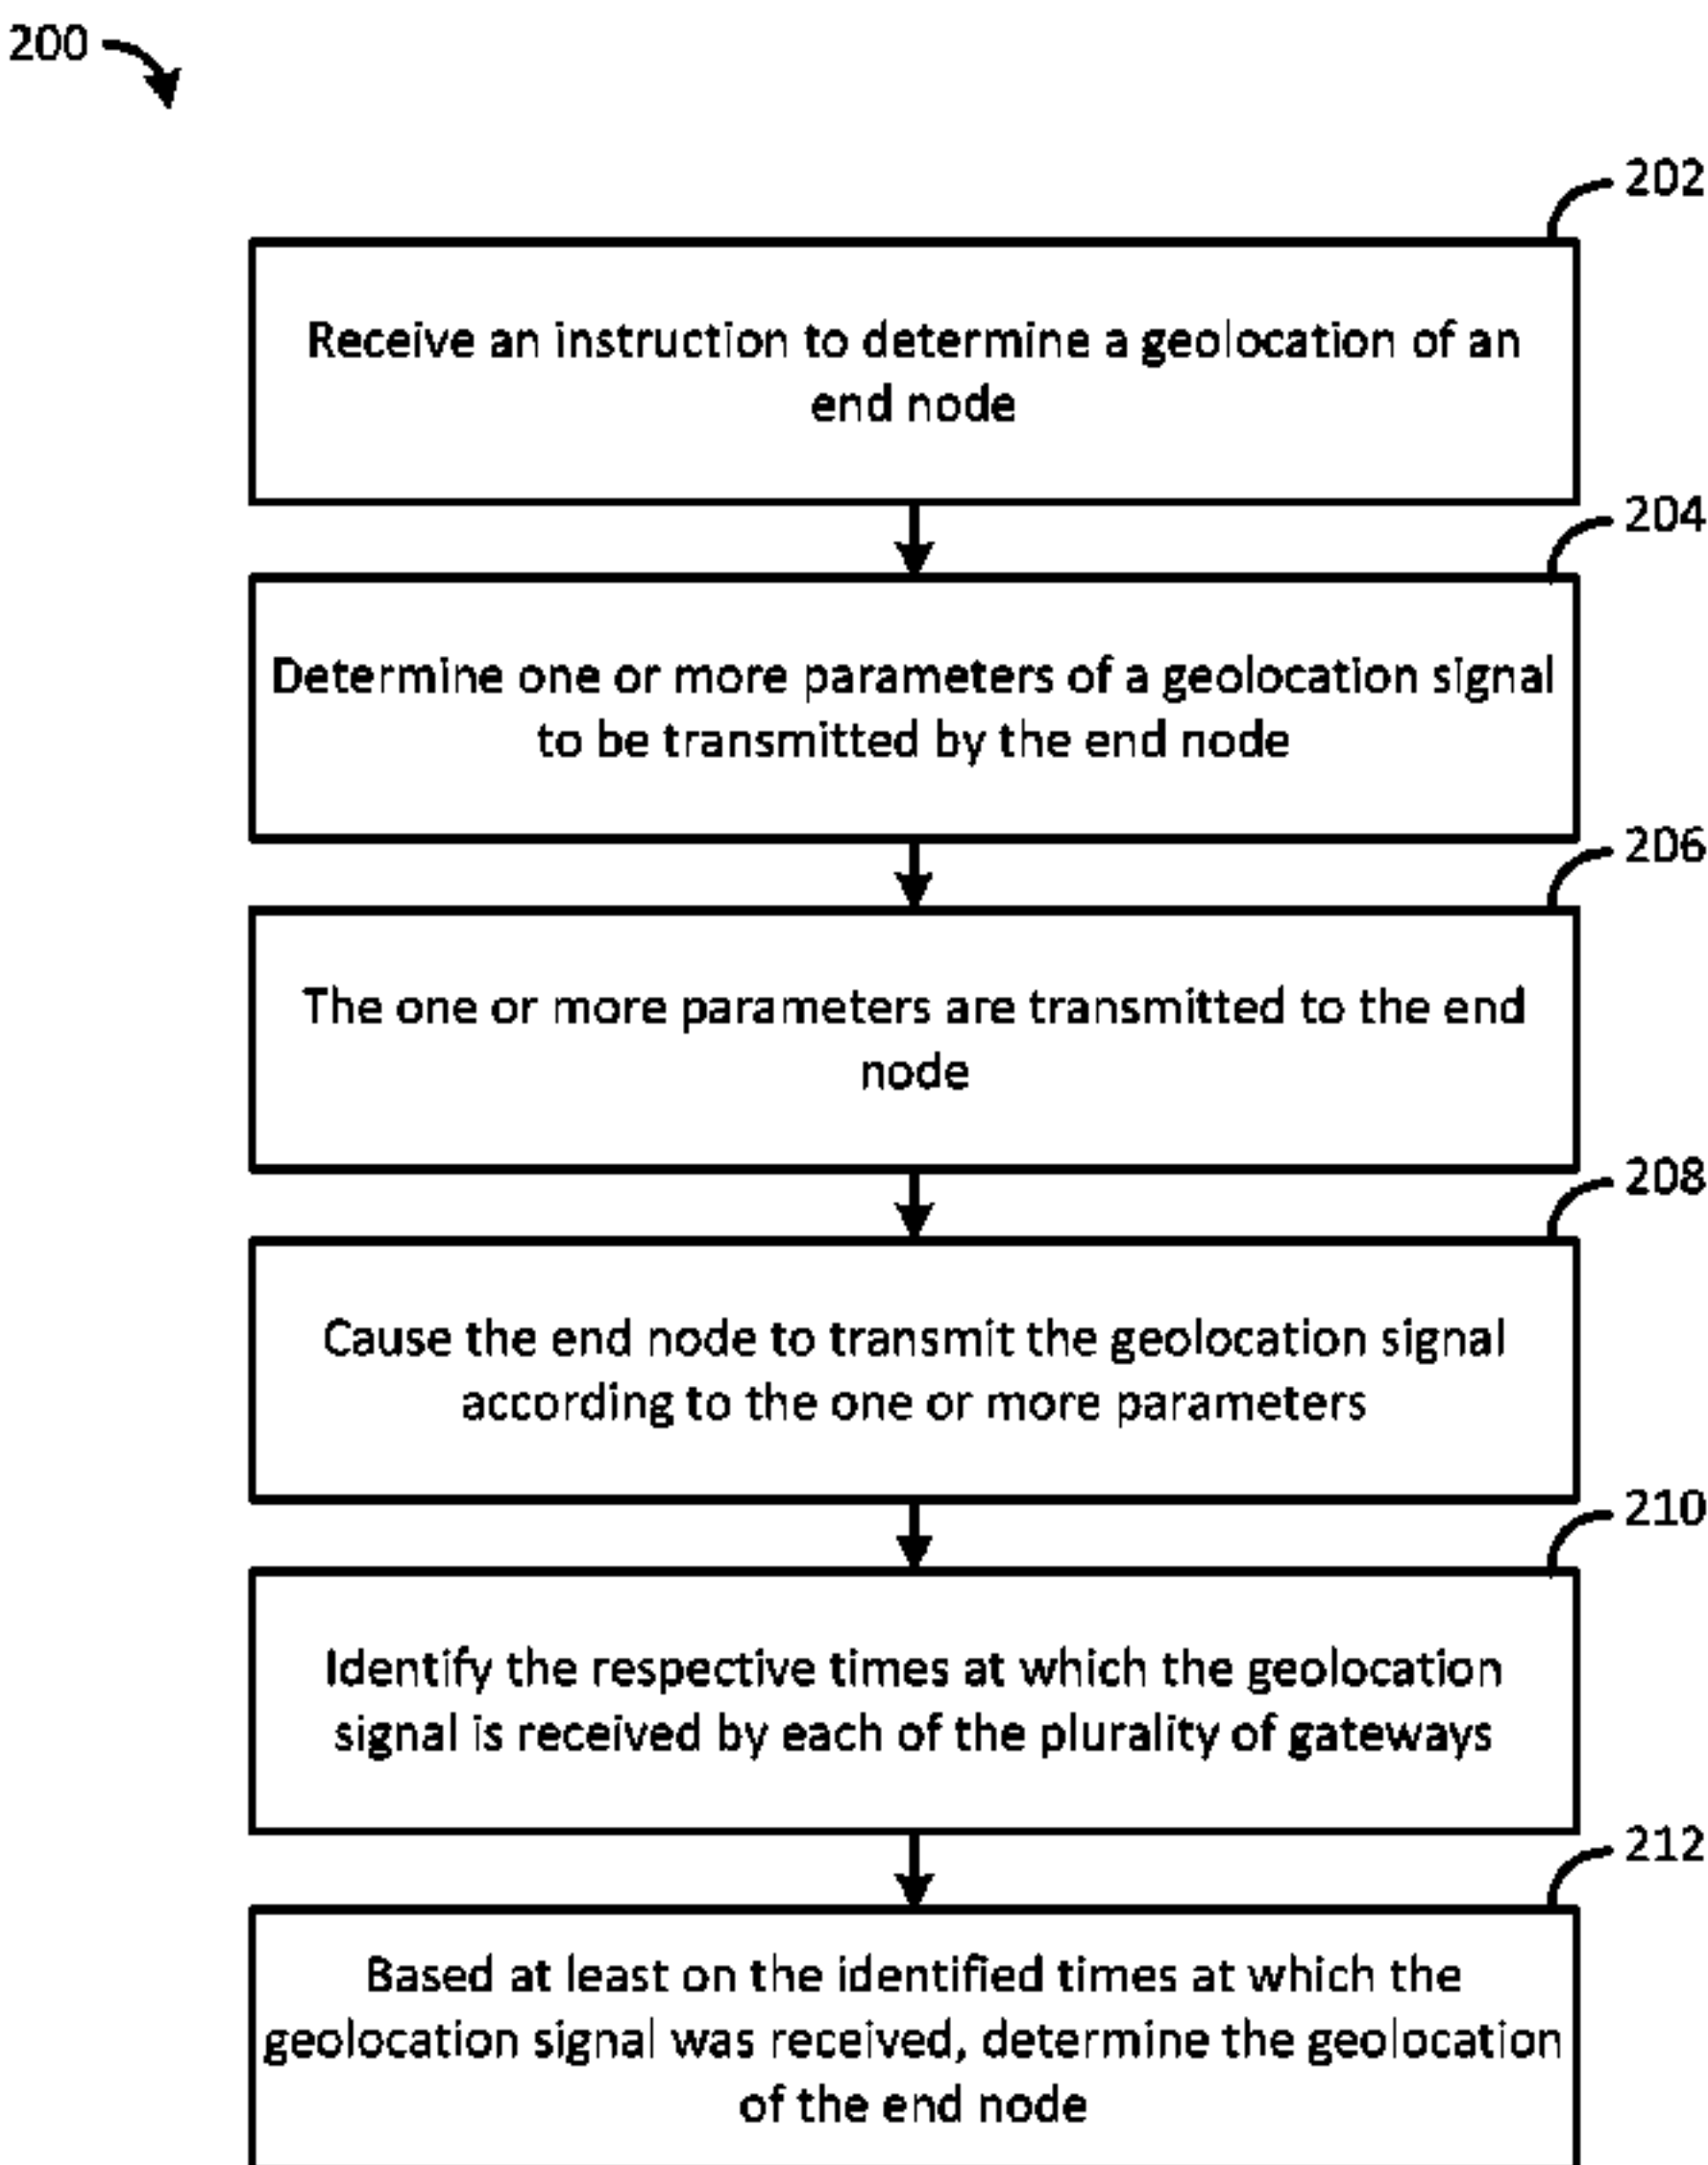 200
202
Receive an instruction to determine a geolocation of an
end node
204
Determine one or more parameters of a geolocation signal
to be transmitted by the end node
206
The one or more parameters are transmitted to the end
node
208
Cause the end node to transmit the geolocation signal
according to the one or more parameters
210
Identify the respective times at which the geolocation
signal is received by each of the plurality of gateways
212
Based at least on the identified times at which the
geolocation signal was received, determine the geolocation
of the end node